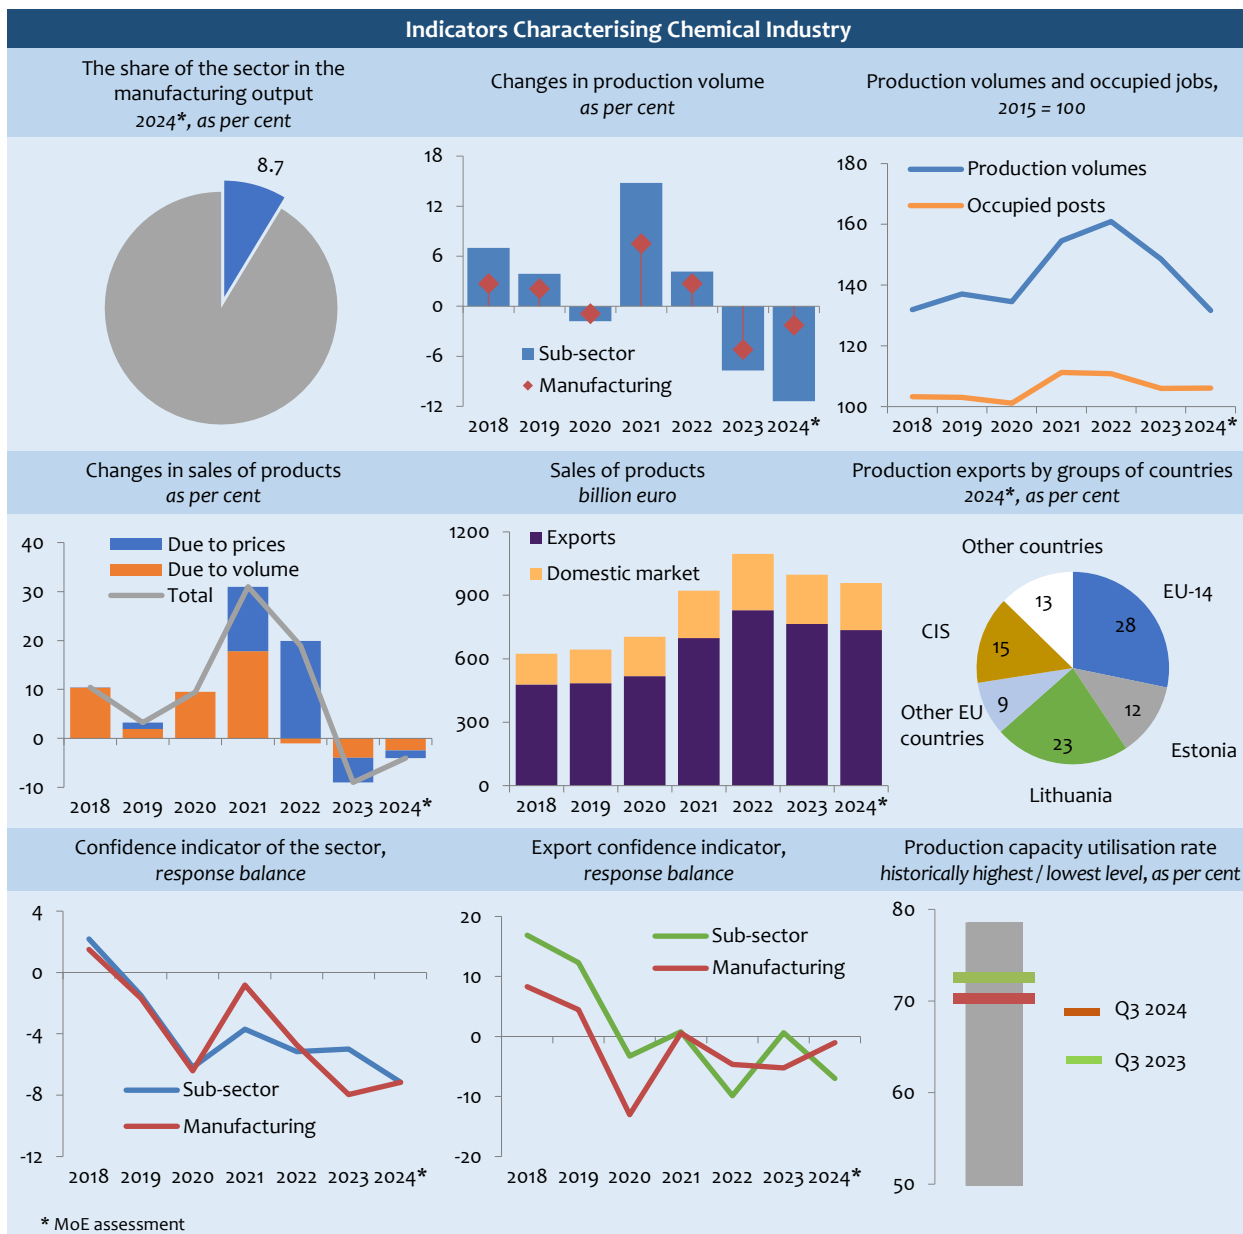 Indicators Characterising Chemical Industry
The share of the sector in the
manufacturing output
2024*, as per cent
8.7
Changes in production volume
as per cent
18
12
6
0
-6
-12
Sub-sector
Manufacturing
2018 2019 2020 2021 2022 2023 2024*
Production volumes and occupied jobs,
2015 = 100
180
160
140
120
100
Production volumes
Occupied posts
2018 2019 2020 2021 2022 2023 2024*
Changes in sales of products
as per cent
40
30
20
10
0
-10
Due to prices
Due to volume
Total
2018 2019 2020 2021 2022 2023 2024*
Sales of products
billion euro
1200
900
600
300
0
Exports
Domestic market
2018 2019 2020 2021 2022 2023 2024*
Production exports by groups of countries
2024*, as per cent
Other countries
13
EU-14
28
CIS
15
Other EU
countries
9
12
Estonia
23
Lithuania
Confidence indicator of the sector,
response balance
4
0
-4
-8
-12
Sub-sector
Manufacturing
2018 2019 2020 2021 2022 2023 2024*
Export confidence indicator,
response balance
20
10
0
-10
-20
Sub-sector
Manufacturing
2018 2019 2020 2021 2022 2023 2024*
Production capacity utilisation rate
historically highest / lowest level, as per cent
80
70
60
50
Q3 2024
Q3 2023
* MoE assessment